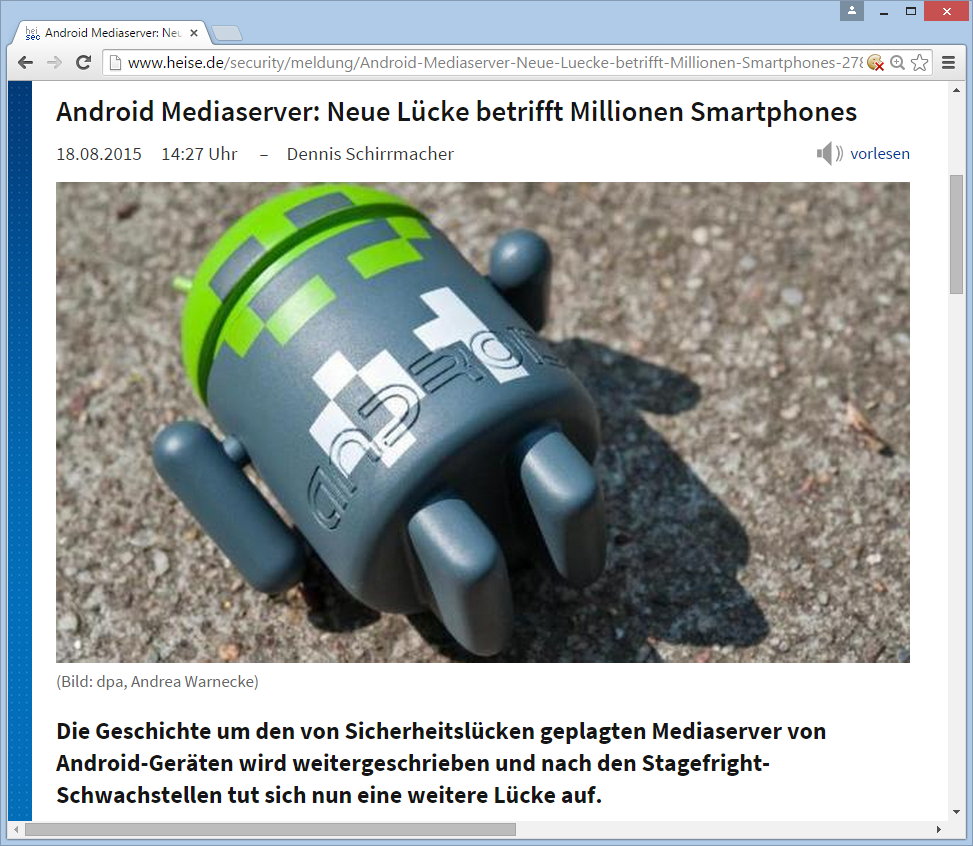 hei
sec
Android Mediaserver: Neu
www.heise.de/security/meldung/Android-Mediaserver-Neue-Luecke-betrifft-Millionen-Smartphones-278
Android Mediaserver: Neue Lücke betrifft Millionen Smartphones
18.08.2015 14:27 Uhr – Dennis Schirrmacher
vorlesen
ANDROID
(Bild: dpa, Andrea Warnecke)
Die Geschichte um den von Sicherheitslücken geplagten Mediaserver von
Android-Geräten wird weitergeschrieben und nach den Stagefright-
Schwachstellen tut sich nun eine weitere Lücke auf.